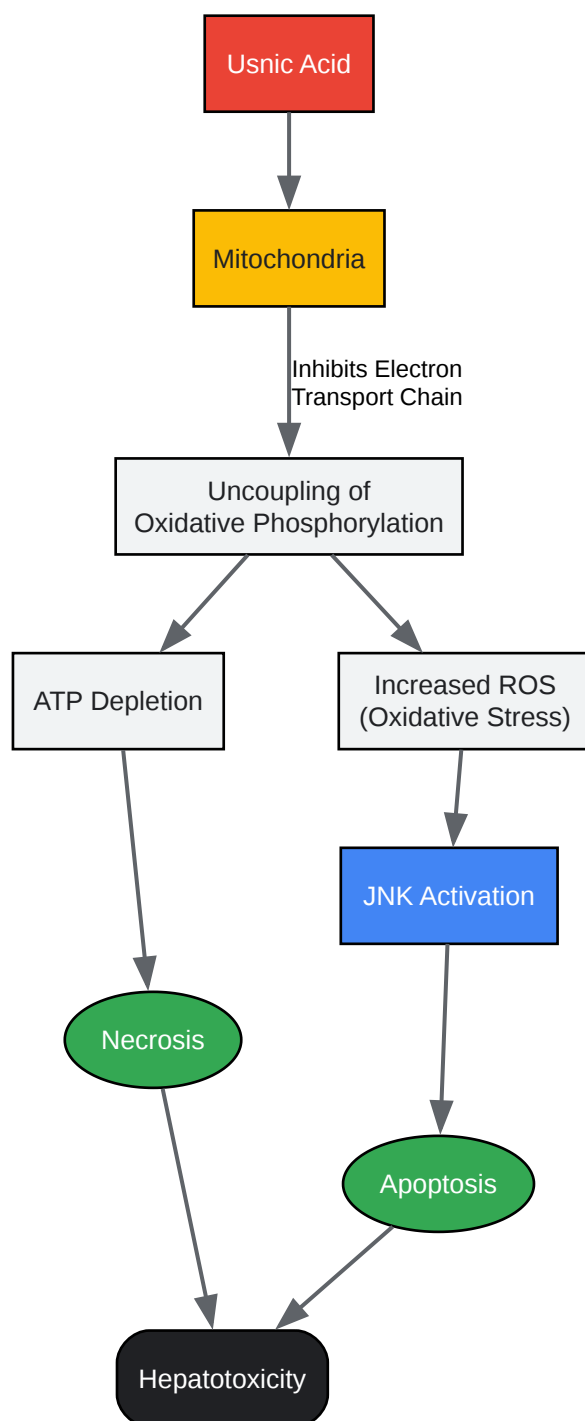 Usnic Acid
Mitochondria
Inhibits Electron
Transport Chain
Uncoupling of
Oxidative Phosphorylation
ATP Depletion
Increased ROS
(Oxidative Stress)
JNK Activation
Necrosis
Apoptosis
Hepatotoxicity